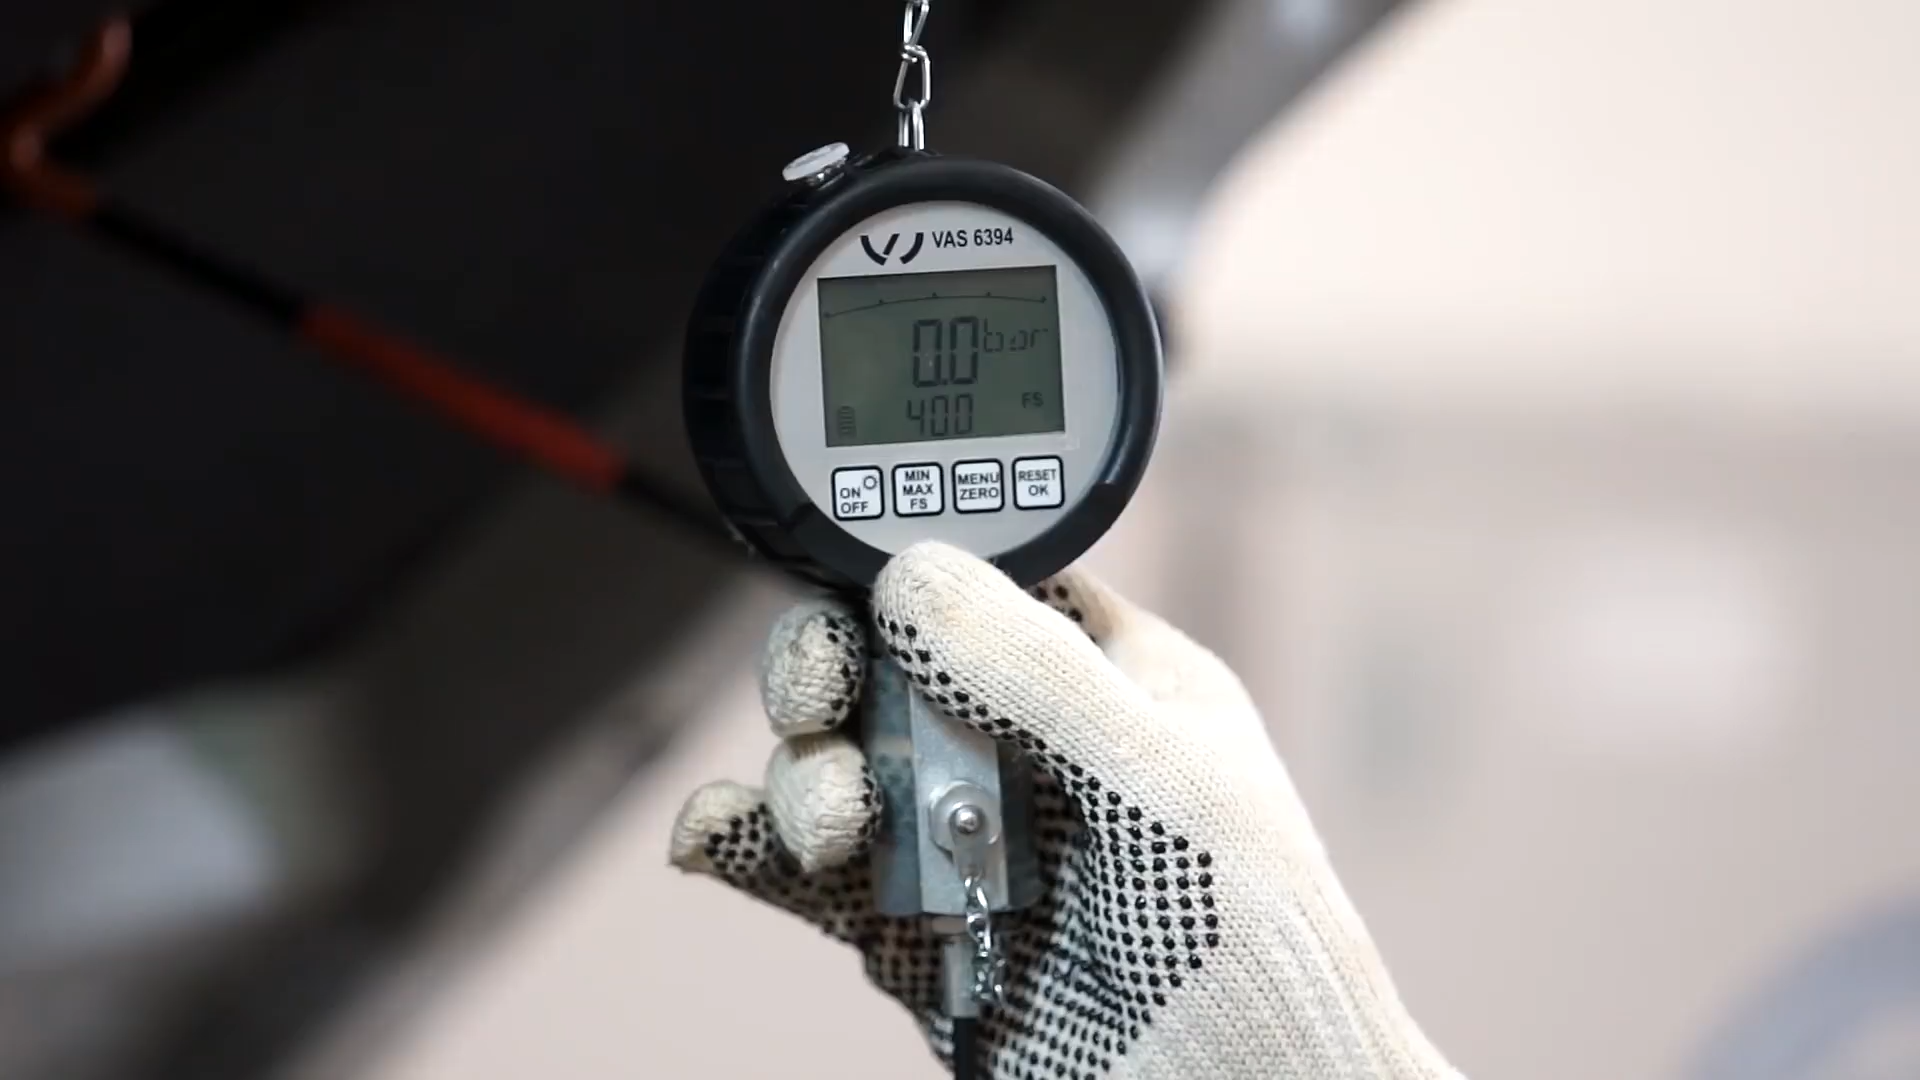 VAS 6394
0.0 bar
400 FS
ON OFF
MIN MAX FS
MENU ZERO
RESET OK